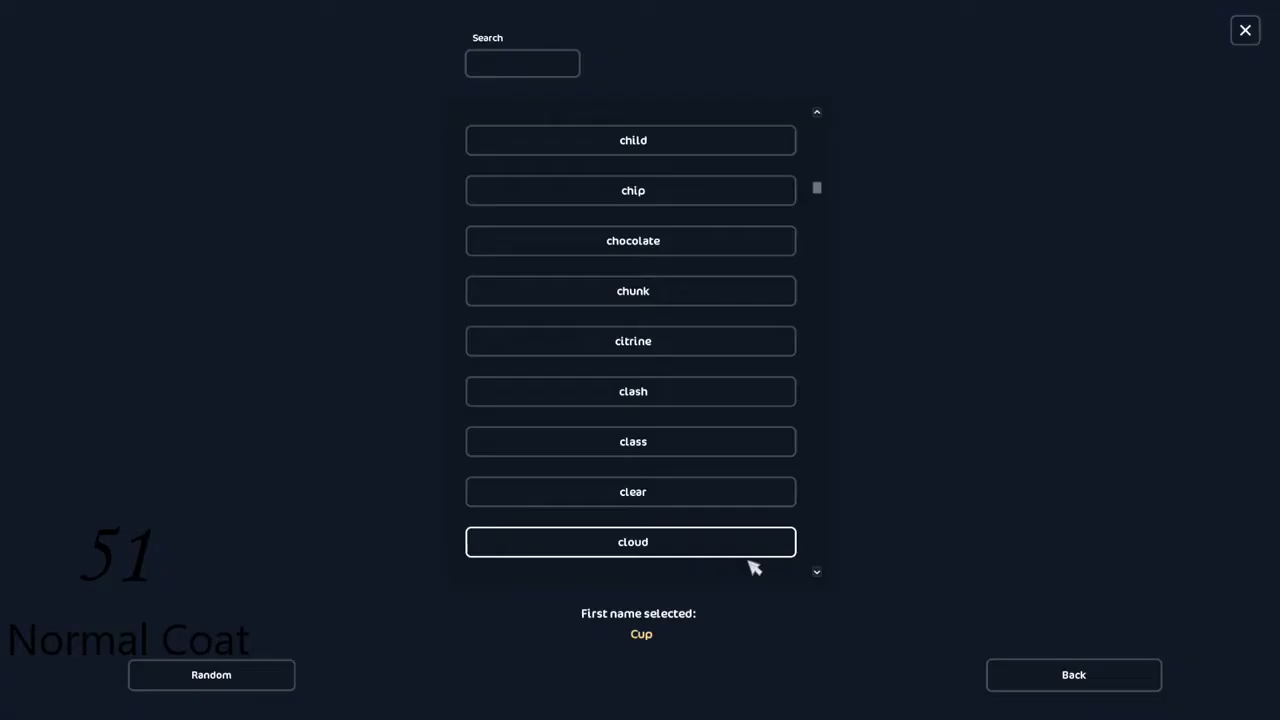 Search
child
chip
chocolate
chunk
citrine
clash
class
clear
cloud
First name selected:
Cup
51
Normal Coat
Random
Back